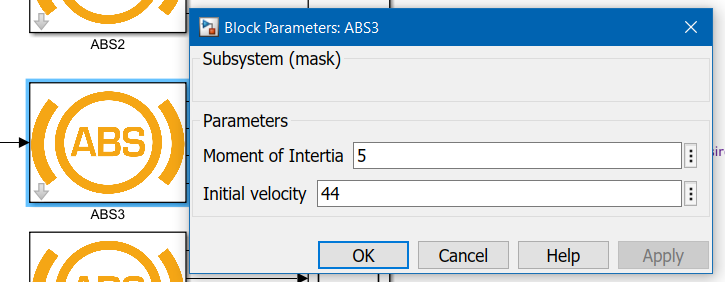 ABS2
Block Parameters: ABS3
Subsystem (mask)
Parameters
Moment of Intertia 5
Initial velocity 44
OK Cancel Help Apply
ABS
ABS3
ABS